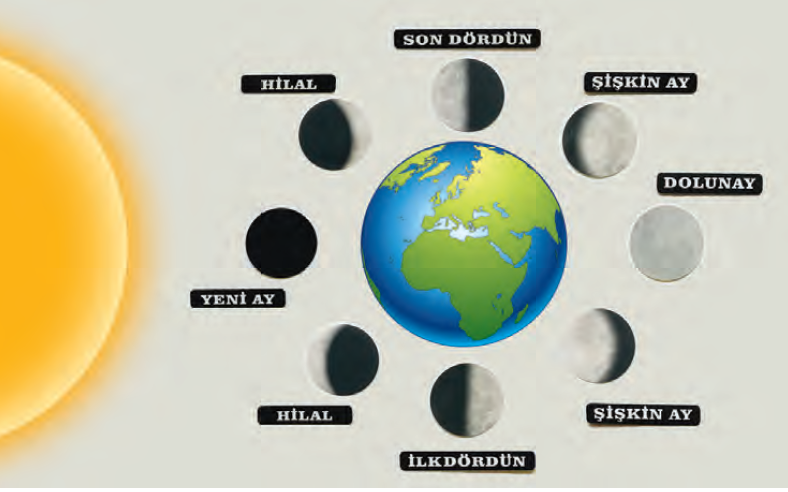 SON DÖRDÜN
HİLAL
ŞİŞKİN AY
DOLUNAY
YENİ AY
HİLAL
ŞİŞKİN AY
İLKDÖRDÜN